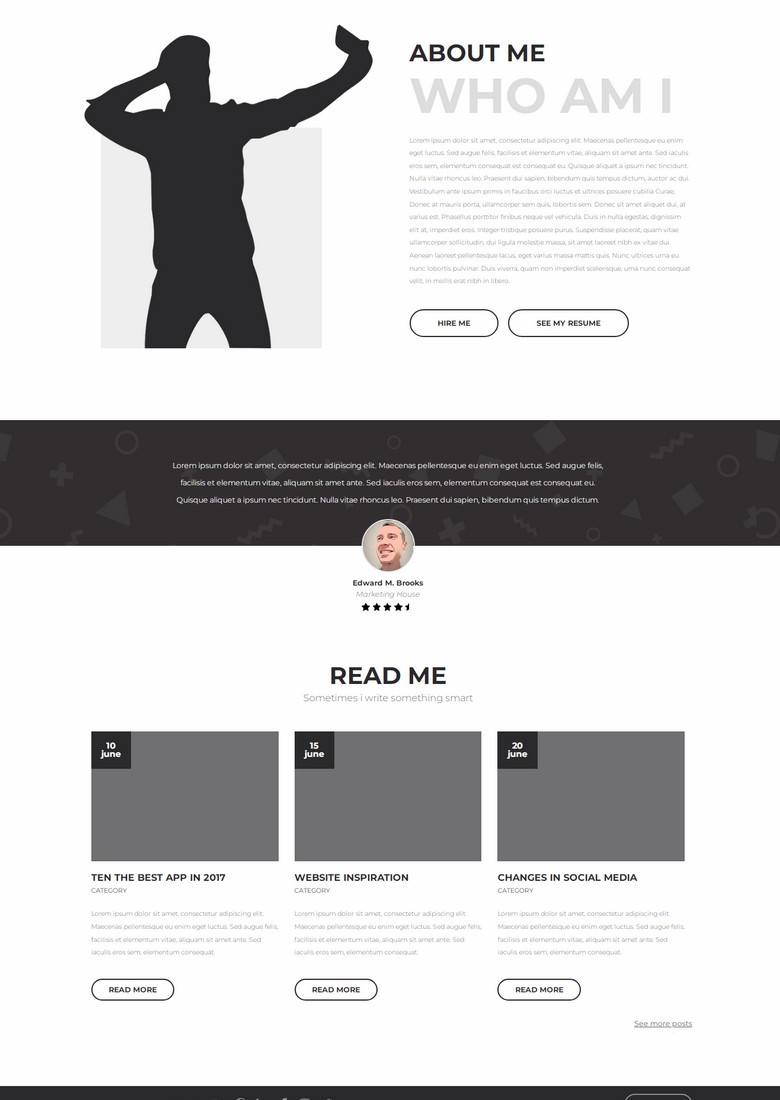 ABOUT ME
WHO AM I
Lorem ipsum dolor sit amet, consectetur adipiscing elit. Maecenas pellentesque eu enim
eget luctus. Sed augue felis, facilisis et elementum vitae, aliquam sit amet ante. Sed iaculis
eros sem, elementum consequat est consequat eu. Quisque aliquet a ipsum nec tincidunt.
Nulla vitae rhoncus leo. Praesent dui sapien, bibendum quis tempus dictum, auctor ac dui.
Vestibulum ante ipsum primis in faucibus orci luctus et ultrices posuere cubilia Curae;
Donec at mauris porta, ullamcorper sem quis, lobortis sem. Donec sit amet aliquet dui, at
varius est. Phasellus porttitor finibus neque vel vehicula. Duis in nulla egestas, dignissim
elit at, imperdiet eros. Integer tristique posuere purus. Suspendisse placerat, quam vitae
ullamcorper sollicitudin, dui ligula molestie massa, sit amet laoreet nibh ex vitae dui.
Aenean laoreet pellentesque lacus, eget varius massa mattis quis. Nunc ultrices urna eu
nunc lobortis pulvinar. Duis viverra, quam non imperdiet scelerisque, urna nunc consequat
velit, in mollis erat nibh in libero.
HIRE ME
SEE MY RESUME
Lorem ipsum dolor sit amet, consectetur adipiscing elit. Maecenas pellentesque eu enim eget luctus. Sed augue felis,
facilisis et elementum vitae, aliquam sit amet ante. Sed iaculis eros sem, elementum consequat est consequat eu.
Quisque aliquet a ipsum nec tincidunt. Nulla vitae rhoncus leo. Praesent dui sapien, bibendum quis tempus dictum.
Edward M. Brooks
Marketing House
READ ME
Sometimes i write something smart
10
june
TEN THE BEST APP IN 2017
CATEGORY
Lorem ipsum dolor sit amet, consectetur adipiscing elit.
Maecenas pellentesque eu enim eget luctus. Sed augue felis,
facilisis et elementum vitae, aliquam sit amet ante. Sed
iaculis eros sem, elementum consequat.
READ MORE
15
june
WEBSITE INSPIRATION
CATEGORY
Lorem ipsum dolor sit amet, consectetur adipiscing elit.
Maecenas pellentesque eu enim eget luctus. Sed augue felis,
facilisis et elementum vitae, aliquam sit amet ante. Sed
iaculis eros sem, elementum consequat.
READ MORE
20
june
CHANGES IN SOCIAL MEDIA
CATEGORY
Lorem ipsum dolor sit amet, consectetur adipiscing elit.
Maecenas pellentesque eu enim eget luctus. Sed augue felis,
facilisis et elementum vitae, aliquam sit amet ante. Sed
iaculis eros sem, elementum consequat.
READ MORE
See more posts